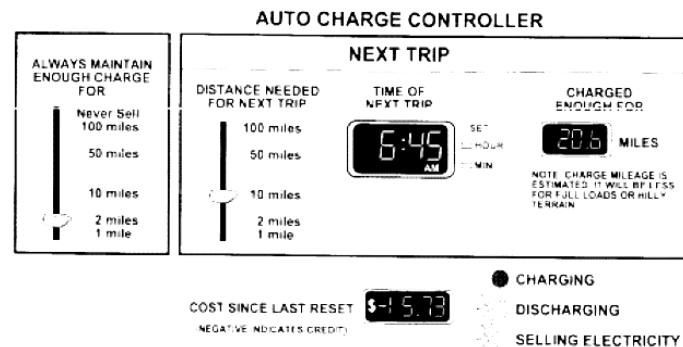 AUTO CHARGE CONTROLLER
ALWAYS MAINTAIN
ENOUGH CHARGE
FOR
Never Sell
100 miles
50 miles
10 miles
2 miles
1 mile
NEXT TRIP
DISTANCE NEEDED
FOR NEXT TRIP
100 miles
50 miles
10 miles
2 miles
1 mile
TIME OF
NEXT TRIP
6:45
AM
SET
HOUR
MIN
CHARGED
ENOUGH FOR
20.6 MILES
NOTE CHARGE MILEAGE IS
ESTIMATED. IT WILL BE LESS
FOR FULL LOADS OR HILLY
TERRAIN
COST SINCE LAST RESET $-15.73
NEGATIVE INDICATES CREDIT)
CHARGING
DISCHARGING
SELLING ELECTRICITY